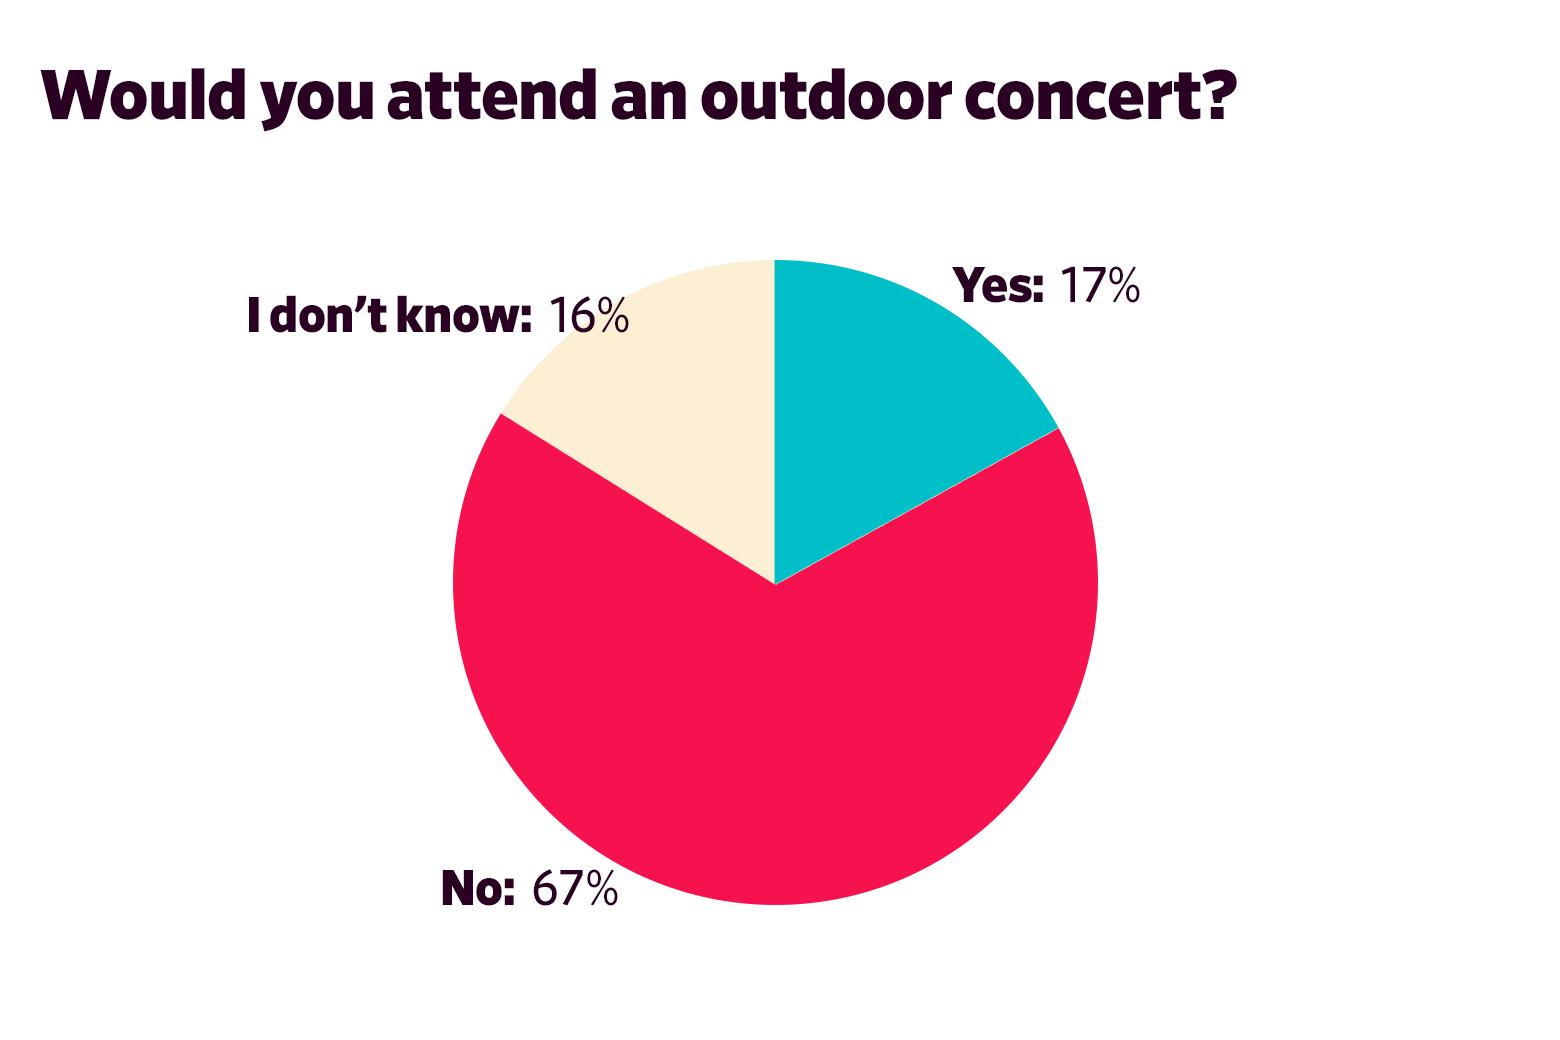 Would you attend an outdoor concert?
Yes: 17%
I don’t know: 16%
No: 67%